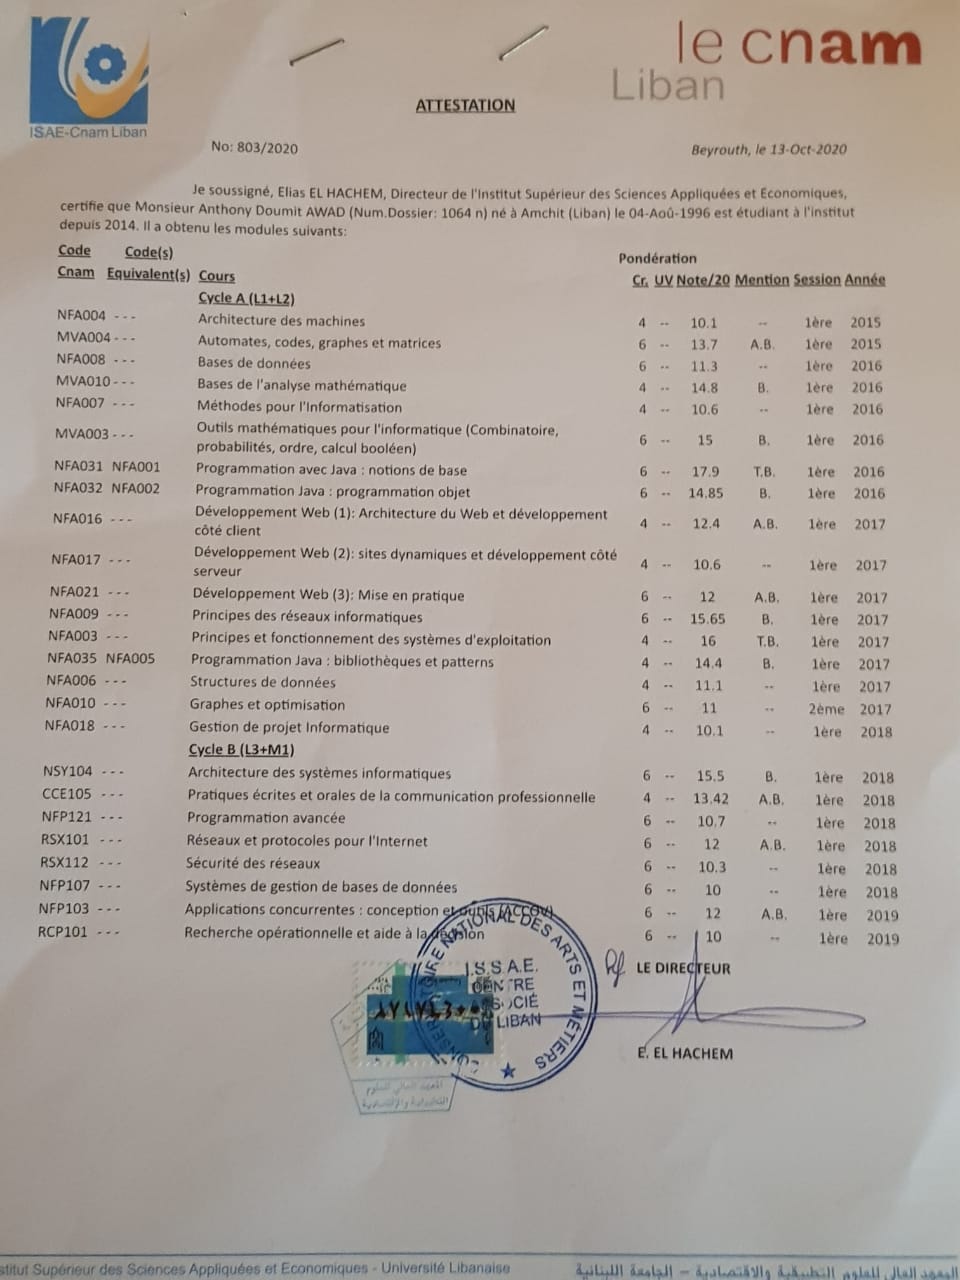 le cnam
Liban
ISAE-Cnam Liban
ATTESTATION
No: 803/2020
Beyrouth, le 13-Oct-2020
Je soussigné, Elias EL HACHEM, Directeur de l'Institut Supérieur des Sciences Appliquées et Economiques,
certifie que Monsieur Anthony Doumit AWAD (Num.Dossier: 1064 n) né à Amchit (Liban) le 04-Aoû-1996 est étudiant à l'institut
depuis 2014. Il a obtenu les modules suivants:
Code Code(s) Pondération
Cnam Equivalent(s) Cours Cr. UV Note/20 Mention Session Année
Cycle A (L1+L2)
NFA004 --- Architecture des machines 4 -- 10.1 -- 1ère 2015
MVA004 --- Automates, codes, graphes et matrices 6 -- 13.7 A.B. 1ère 2015
NFA008 --- Bases de données 6 -- 11.3 -- 1ère 2016
MVA010 --- Bases de l'analyse mathématique 4 -- 14.8 B. 1ère 2016
NFA007 --- Méthodes pour l'Informatisation 4 -- 10.6 -- 1ère 2016
MVA003 --- Outils mathématiques pour l'informatique (Combinatoire, 6 -- 15 B. 1ère 2016
probabilités, ordre, calcul booléen)
NFA031 NFA001 Programmation avec Java : notions de base 6 -- 17.9 T.B. 1ère 2016
NFA032 NFA002 Programmation Java : programmation objet 6 -- 14.85 B. 1ère 2016
NFA016 --- Développement Web (1): Architecture du Web et développement 4 -- 12.4 A.B. 1ère 2017
côté client
NFA017 --- Développement Web (2): sites dynamiques et développement côté 4 -- 10.6 -- 1ère 2017
serveur
NFA021 --- Développement Web (3): Mise en pratique 6 -- 12 A.B. 1ère 2017
NFA009 --- Principes des réseaux informatiques 6 -- 15.65 B. 1ère 2017
NFA003 --- Principes et fonctionnement des systèmes d'exploitation 4 -- 16 T.B. 1ère 2017
NFA035 NFA005 Programmation Java : bibliothèques et patterns 4 -- 14.4 B. 1ère 2017
NFA006 --- Structures de données 4 -- 11.1 -- 1ère 2017
NFA010 --- Graphes et optimisation 6 -- 11 -- 2ème 2017
NFA018 --- Gestion de projet Informatique 4 -- 10.1 -- 1ère 2018
Cycle B (L3+M1)
NSY104 --- Architecture des systèmes informatiques 6 -- 15.5 B. 1ère 2018
CCE105 --- Pratiques écrites et orales de la communication professionnelle 4 -- 13.42 A.B. 1ère 2018
NFP121 --- Programmation avancée 6 -- 10.7 -- 1ère 2018
RSX101 --- Réseaux et protocoles pour l'Internet 6 -- 12 A.B. 1ère 2018
RSX112 --- Sécurité des réseaux 6 -- 10.3 -- 1ère 2018
NFP107 --- Systèmes de gestion de bases de données 6 -- 10 -- 1ère 2018
NFP103 --- Applications concurrentes : conception et outils (ACCOV) 6 -- 12 A.B. 1ère 2019
RCP101 --- Recherche opérationnelle et aide à la décision 6 -- 10 -- 1ère 2019
CONSERVATOIRE NATIONAL DES ARTS ET MÉTIERS
I.S.S.A.E.
CENTRE
ASSOCIÉ
DU LIBAN
LE DIRECTEUR
E. EL HACHEM
المعهد العالي للعلوم
التطبيقية والإقتصادية
stitut Supérieur des Sciences Appliquées et Economiques - Université Libanaise
المعهد العالي للعلوم التطبيقية والاقتصادية – الجامعة اللبنانية